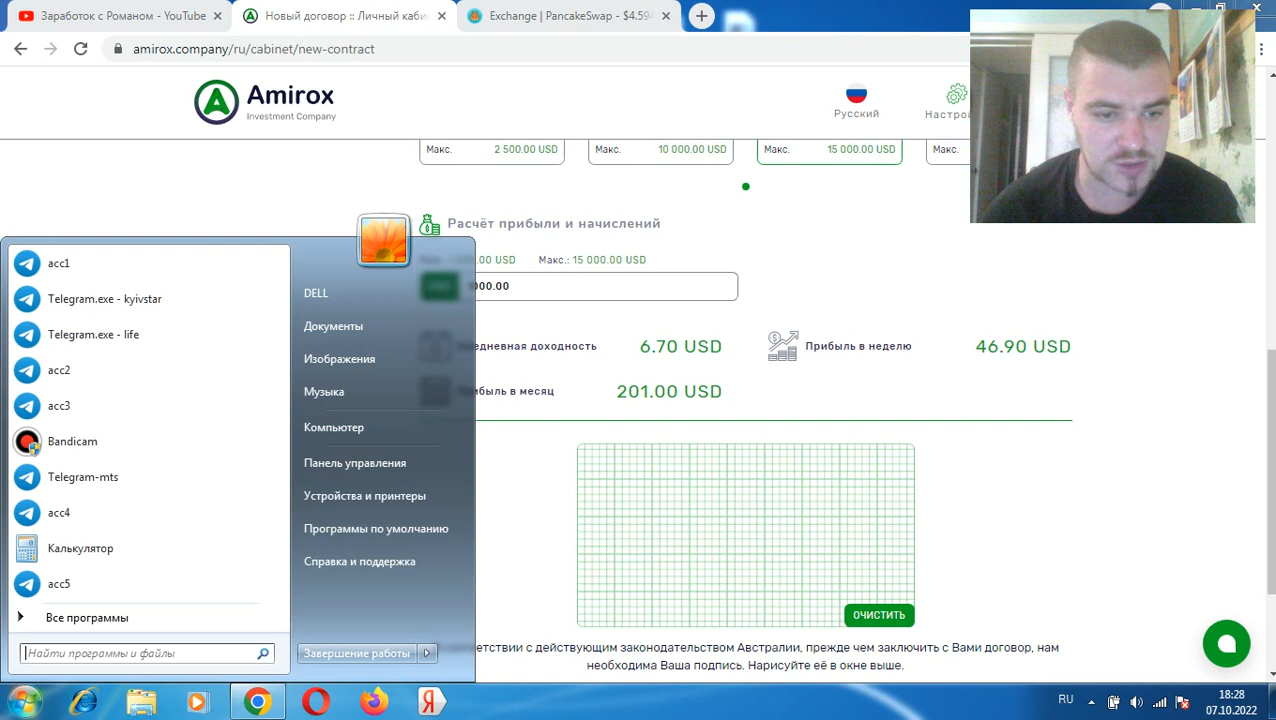 Заработок с Романом - YouTube
Новый договор :: Личный каби
Exchange | PancakeSwap - $4.594
amirox.company/ru/cabinet/new-contract
Amirox
Investment Company
Русский
Настрой
Макс. 2 500.00 USD
Макс. 10 000.00 USD
Макс. 15 000.00 USD
Макс.
Расчёт прибыли и начислений
.00 USD Макс.: 15 000.00 USD
000.00
едневная доходность 6.70 USD
Прибыль в неделю 46.90 USD
ибыль в месяц 201.00 USD
ОЧИСТИТЬ
ответствии с действующим законодательством Австралии, прежде чем заключить с Вами договор, нам
необходима Ваша подпись. Нарисуйте её в окне выше.
acc1
Telegram.exe - kyivstar
Telegram.exe - life
acc2
acc3
Bandicam
Telegram-mts
acc4
Калькулятор
acc5
Все программы
Найти программы и файлы
DELL
Документы
Изображения
Музыка
Компьютер
Панель управления
Устройства и принтеры
Программы по умолчанию
Справка и поддержка
Завершение работы
RU
18:28
07.10.2022